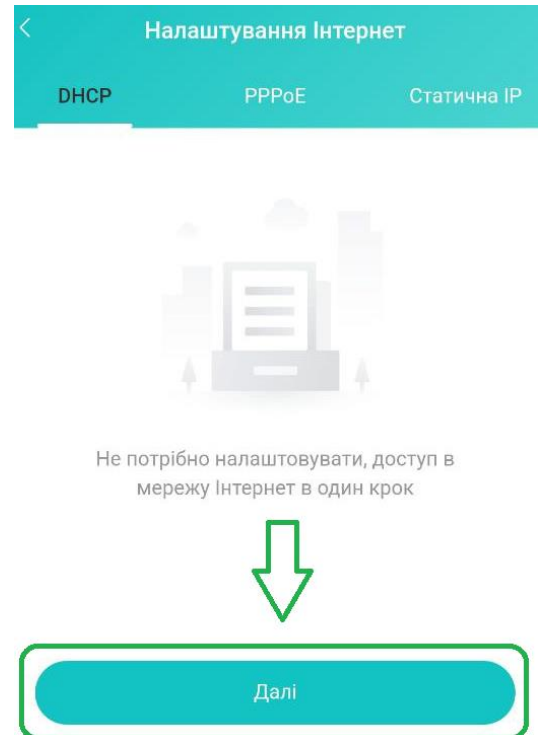 Налаштування Інтернет
DHCP PPPoE Статична IP
Не потрібно налаштовувати, доступ в
мережу Інтернет в один крок
Далі